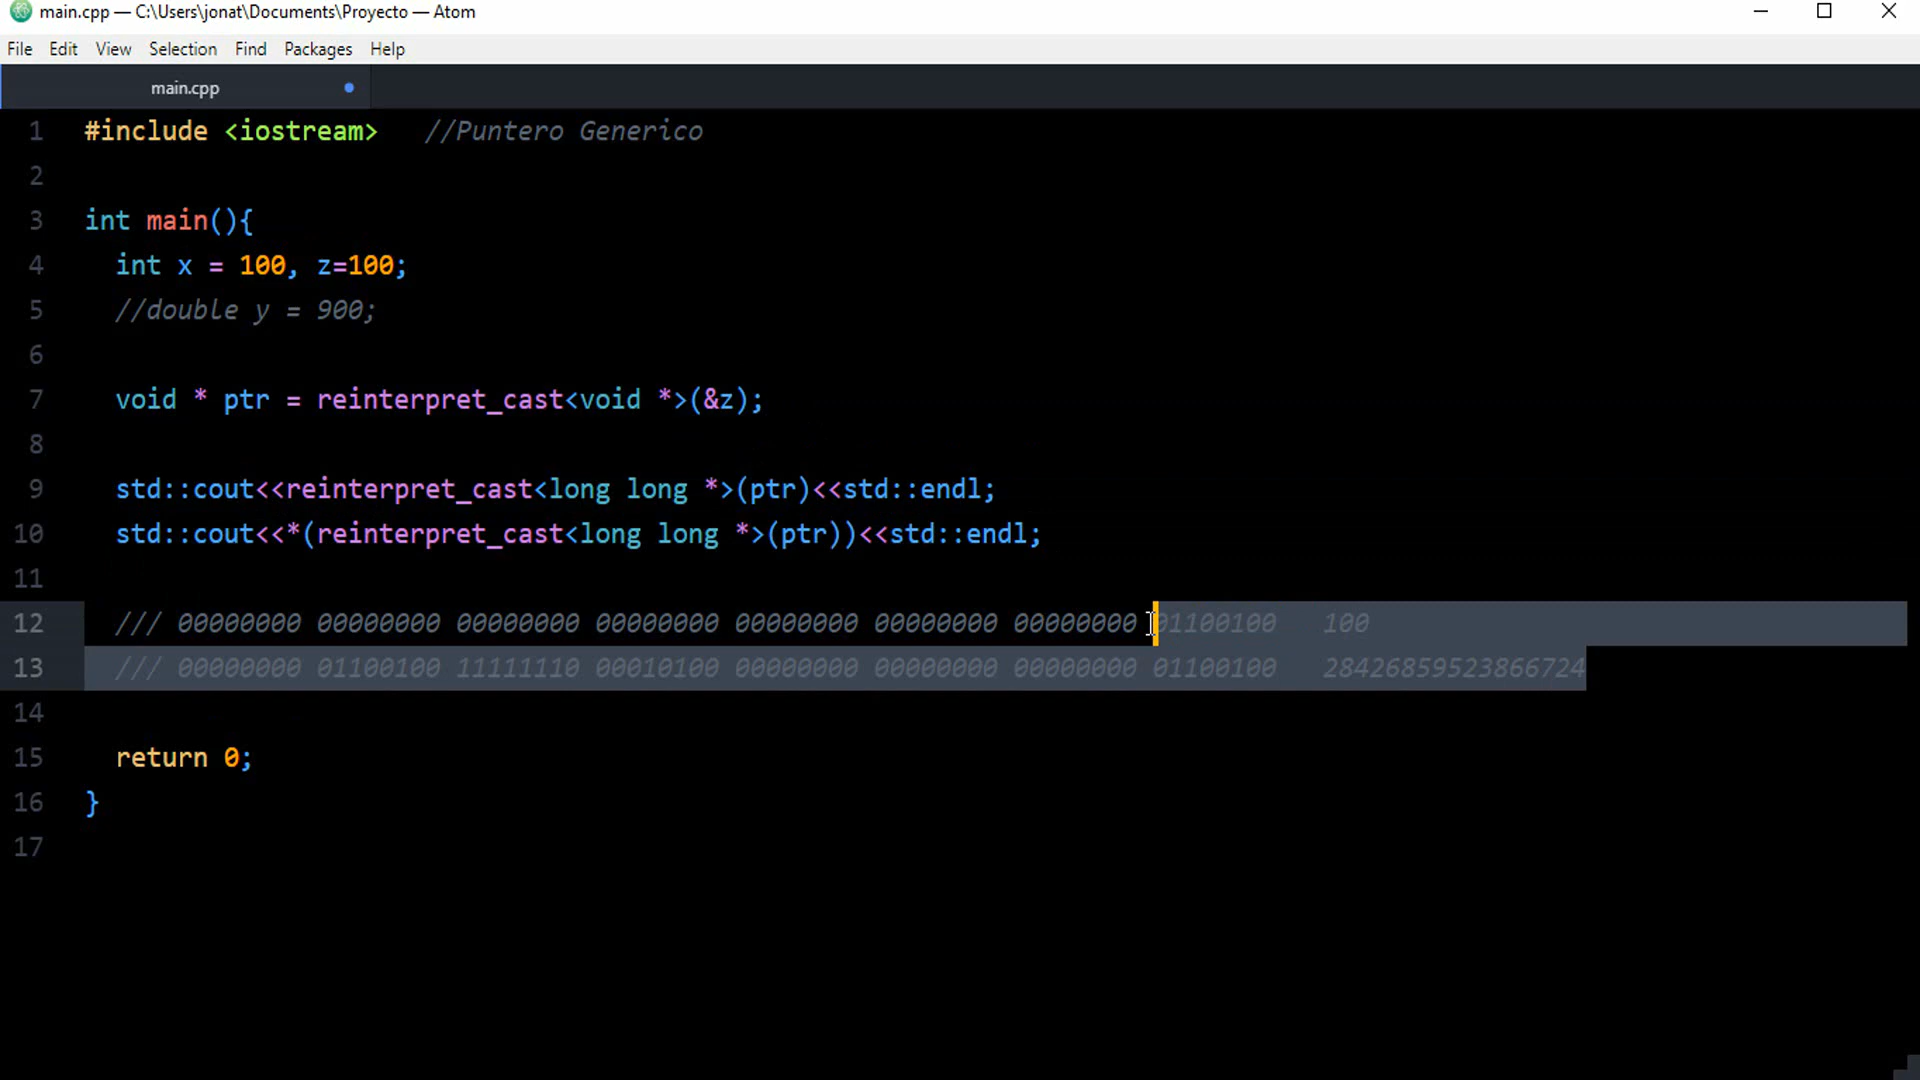 main.cpp — C:\Users\jonat\Documents\Proyecto — Atom
File Edit View Selection Find Packages Help
main.cpp
1 #include <iostream> //Puntero Generico
2
3 int main(){
4 int x = 100, z=100;
5 //double y = 900;
6
7 void * ptr = reinterpret_cast<void *>(&z);
8
9 std::cout<<reinterpret_cast<long long *>(ptr)<<std::endl;
10 std::cout<<*(reinterpret_cast<long long *>(ptr))<<std::endl;
11
12 /// 00000000 00000000 00000000 00000000 00000000 00000000 00000000 01100100 100
13 /// 00000000 01100100 11111110 00010100 00000000 00000000 00000000 01100100 28426859523866724
14
15 return 0;
16 }
17